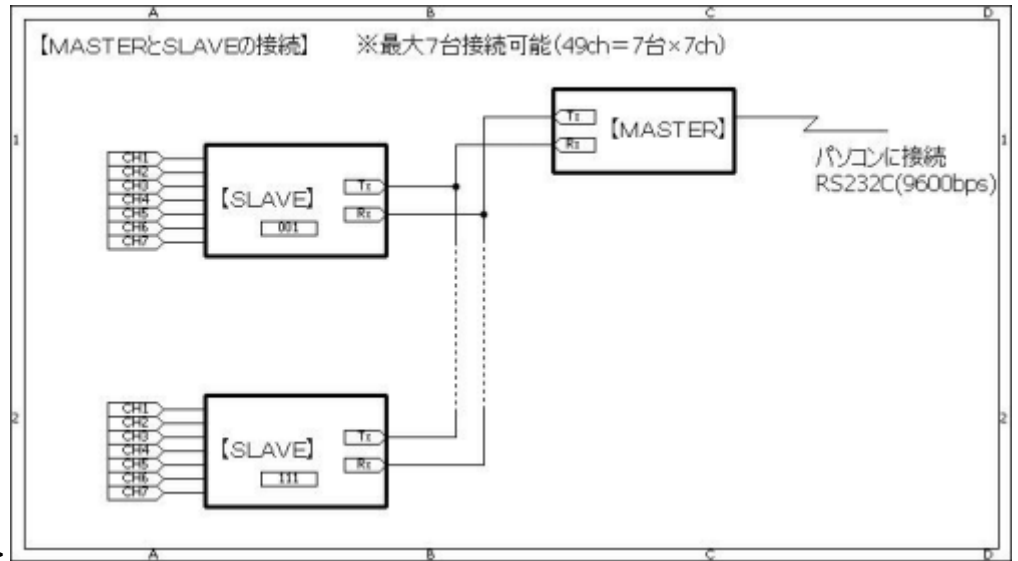 A B C D
【MASTERとSLAVEの接続】 ※最大7台接続可能(49ch=7台×7ch)
1
Tx
Rx
【MASTER】
パソコンに接続
RS232C(9600bps)
1
CH1
CH2
CH3
CH4
CH5
CH6
CH7
【SLAVE】
001
Tx
Rx
2
CH1
CH2
CH3
CH4
CH5
CH6
CH7
【SLAVE】
111
Tx
Rx
2
A B C D